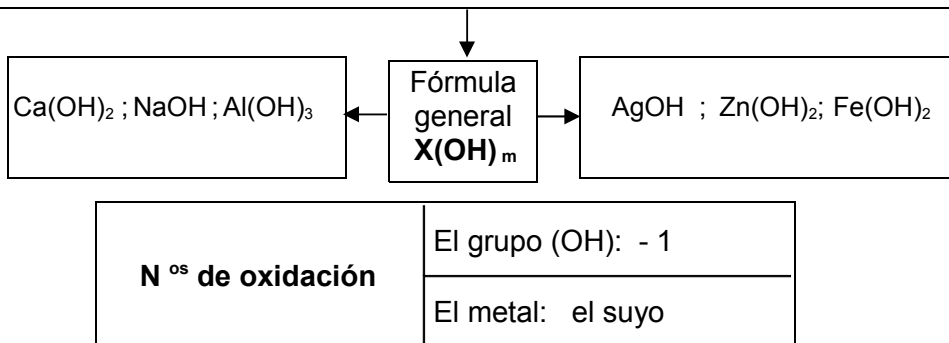 Ca(OH)₂ ; NaOH ; Al(OH)₃
Fórmula
general
X(OH) ₘ
AgOH ; Zn(OH)₂; Fe(OH)₂
N ᵒˢ de oxidación
El grupo (OH): - 1
El metal: el suyo